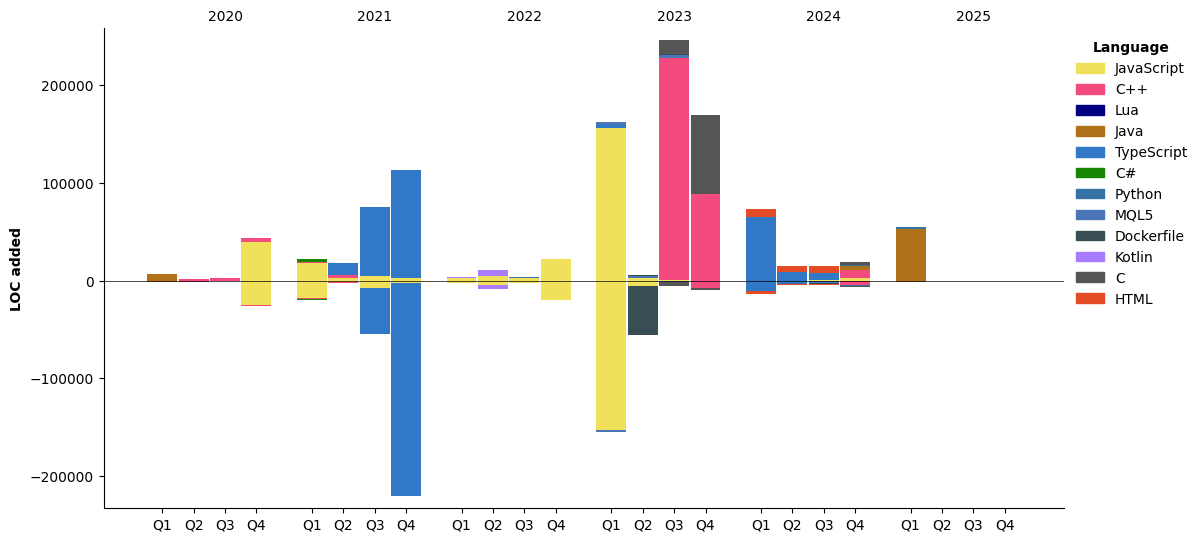 2020 2021 2022 2023 2024 2025
Language
JavaScript
C++
Lua
Java
TypeScript
C#
Python
MQL5
Dockerfile
Kotlin
C
HTML
LOC added
200000
100000
0
−100000
−200000
Q1 Q2 Q3 Q4 Q1 Q2 Q3 Q4 Q1 Q2 Q3 Q4 Q1 Q2 Q3 Q4 Q1 Q2 Q3 Q4 Q1 Q2 Q3 Q4